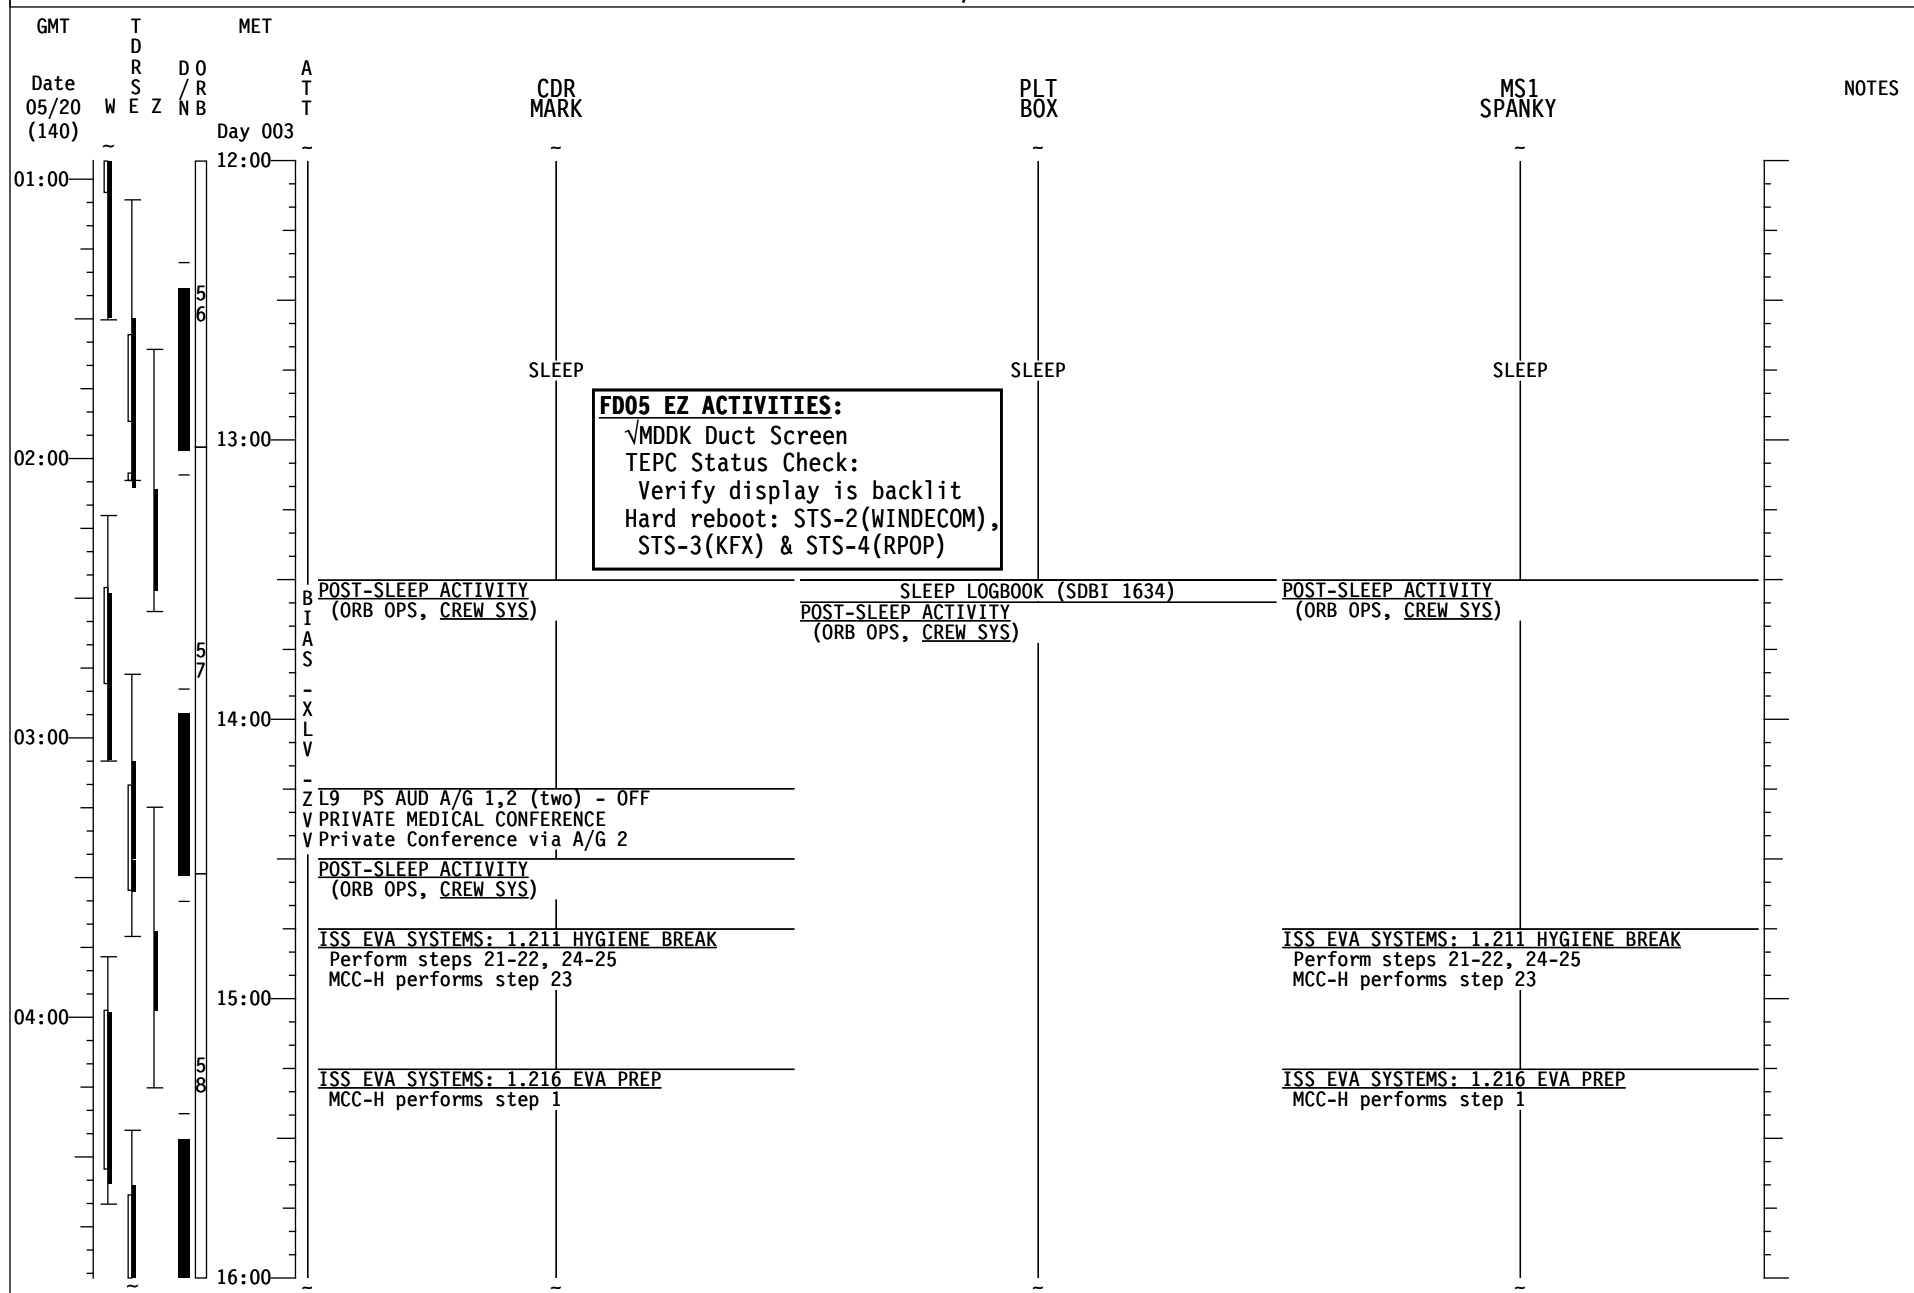 GMT T MET
D
R D O A
Date S / R T CDR PLT MS1 NOTES
05/20 W E Z N B T MARK BOX SPANKY
(140)
Day 003
~ ~ ~ ~ ~
12:00
01:00
5
6
SLEEP SLEEP SLEEP
FD05 EZ ACTIVITIES:
√MDDK Duct Screen
13:00
02:00
TEPC Status Check:
Verify display is backlit
Hard reboot: STS-2(WINDECOM),
STS-3(KFX) & STS-4(RPOP)
BIAS -XLV -ZVV
POST-SLEEP ACTIVITY
(ORB OPS, CREW SYS)
SLEEP LOGBOOK (SDBI 1634)
POST-SLEEP ACTIVITY
(ORB OPS, CREW SYS)
POST-SLEEP ACTIVITY
(ORB OPS, CREW SYS)
5
7
14:00
03:00
L9 PS AUD A/G 1,2 (two) - OFF
PRIVATE MEDICAL CONFERENCE
Private Conference via A/G 2
POST-SLEEP ACTIVITY
(ORB OPS, CREW SYS)
ISS EVA SYSTEMS: 1.211 HYGIENE BREAK
Perform steps 21-22, 24-25
MCC-H performs step 23
ISS EVA SYSTEMS: 1.211 HYGIENE BREAK
Perform steps 21-22, 24-25
MCC-H performs step 23
15:00
04:00
5
8
ISS EVA SYSTEMS: 1.216 EVA PREP
MCC-H performs step 1
ISS EVA SYSTEMS: 1.216 EVA PREP
MCC-H performs step 1
16:00
~ ~ ~ ~ ~